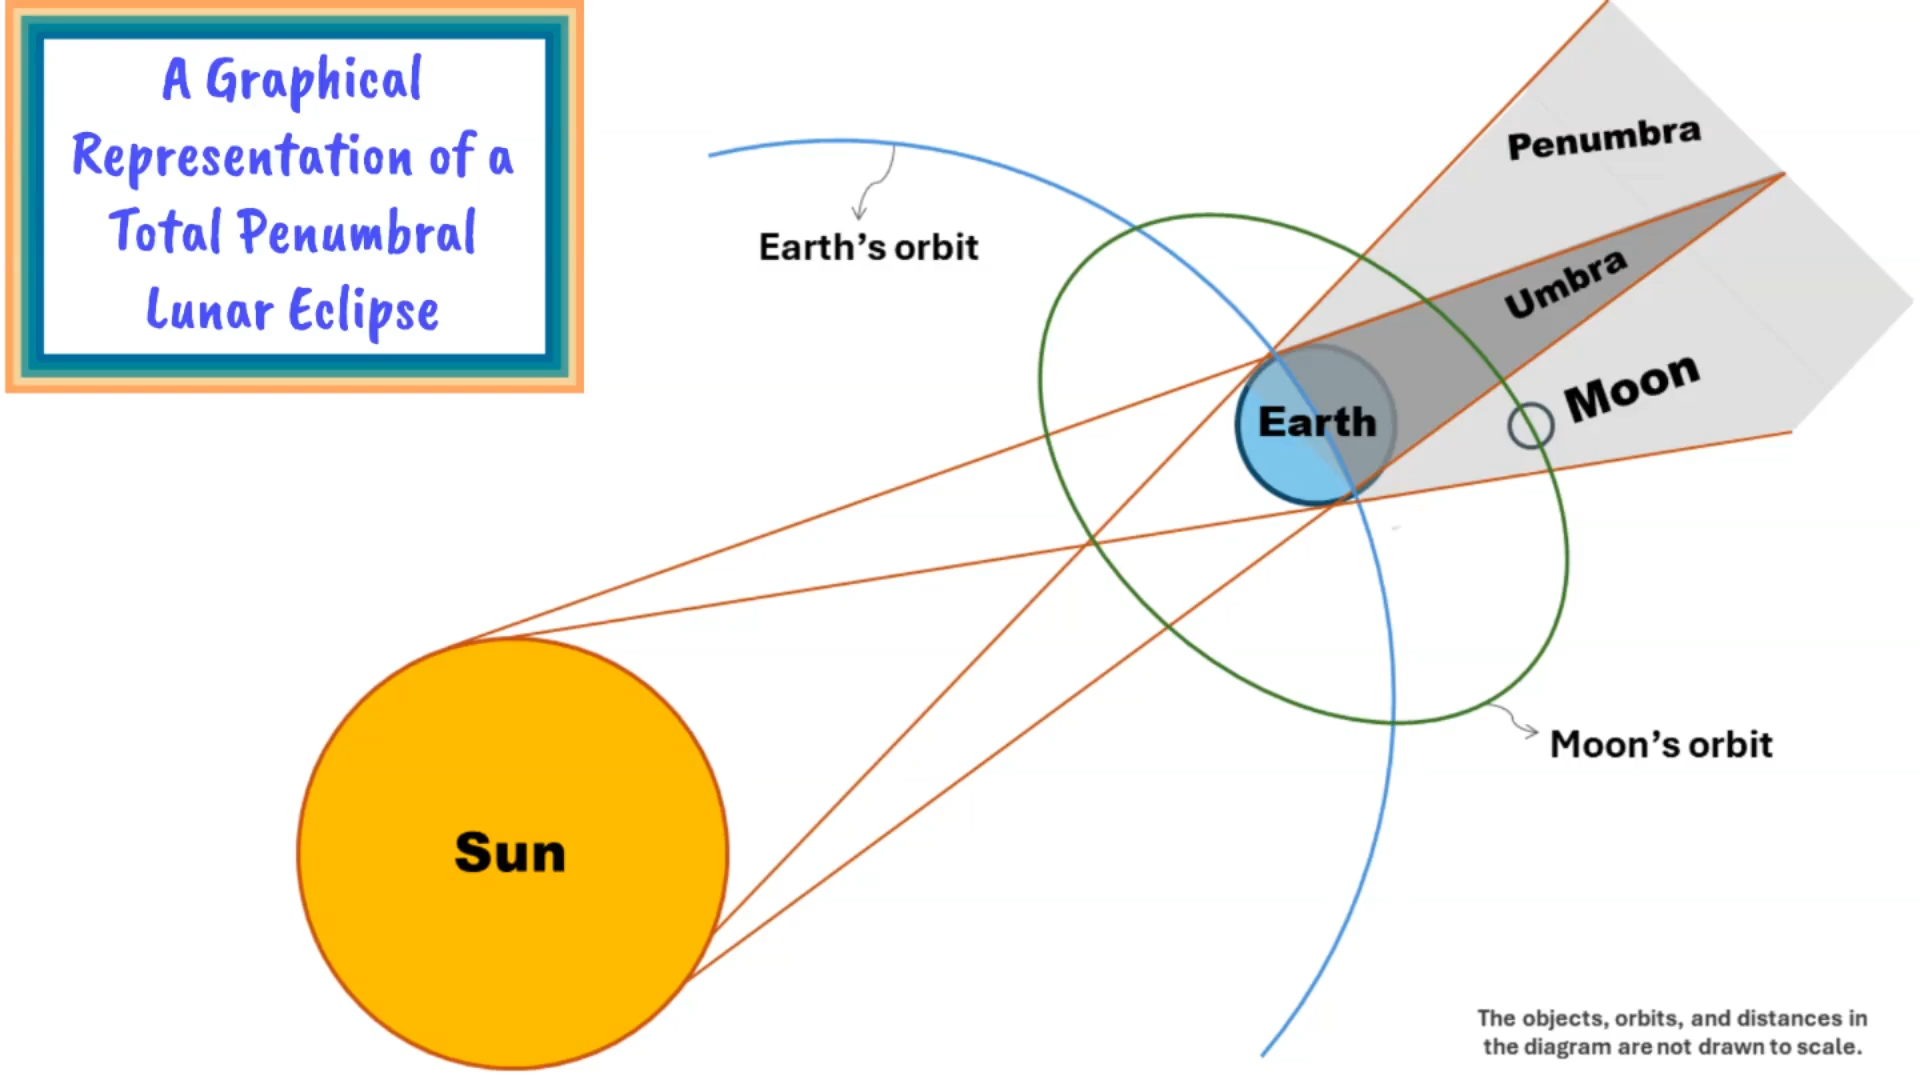 A Graphical
Representation of a
Total Penumbral
Lunar Eclipse
Penumbra
Earth's orbit
Umbra
Moon
Earth
Moon's orbit
Sun
The objects, orbits, and distances in
the diagram are not drawn to scale.